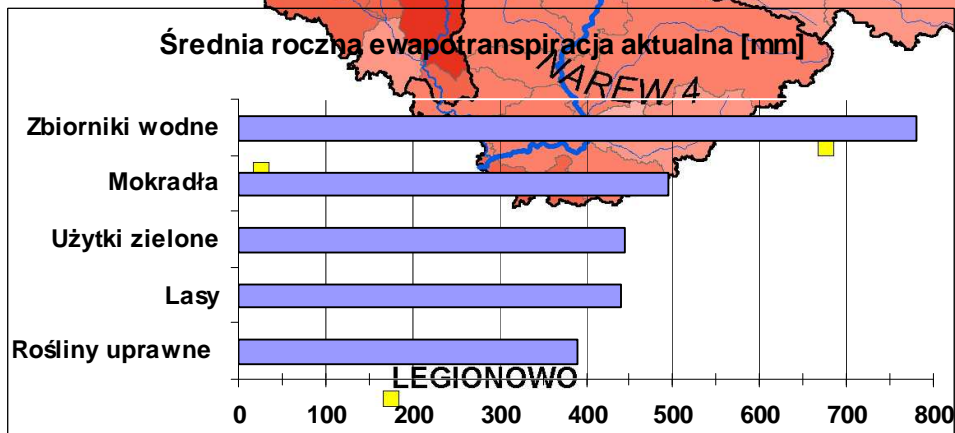 Średnia roczna ewapotranspiracja aktualna [mm]
NAREW 4
Zbiorniki wodne
Mokradła
Użytki zielone
Lasy
Rośliny uprawne
LEGIONOWO
0 100 200 300 400 500 600 700 800